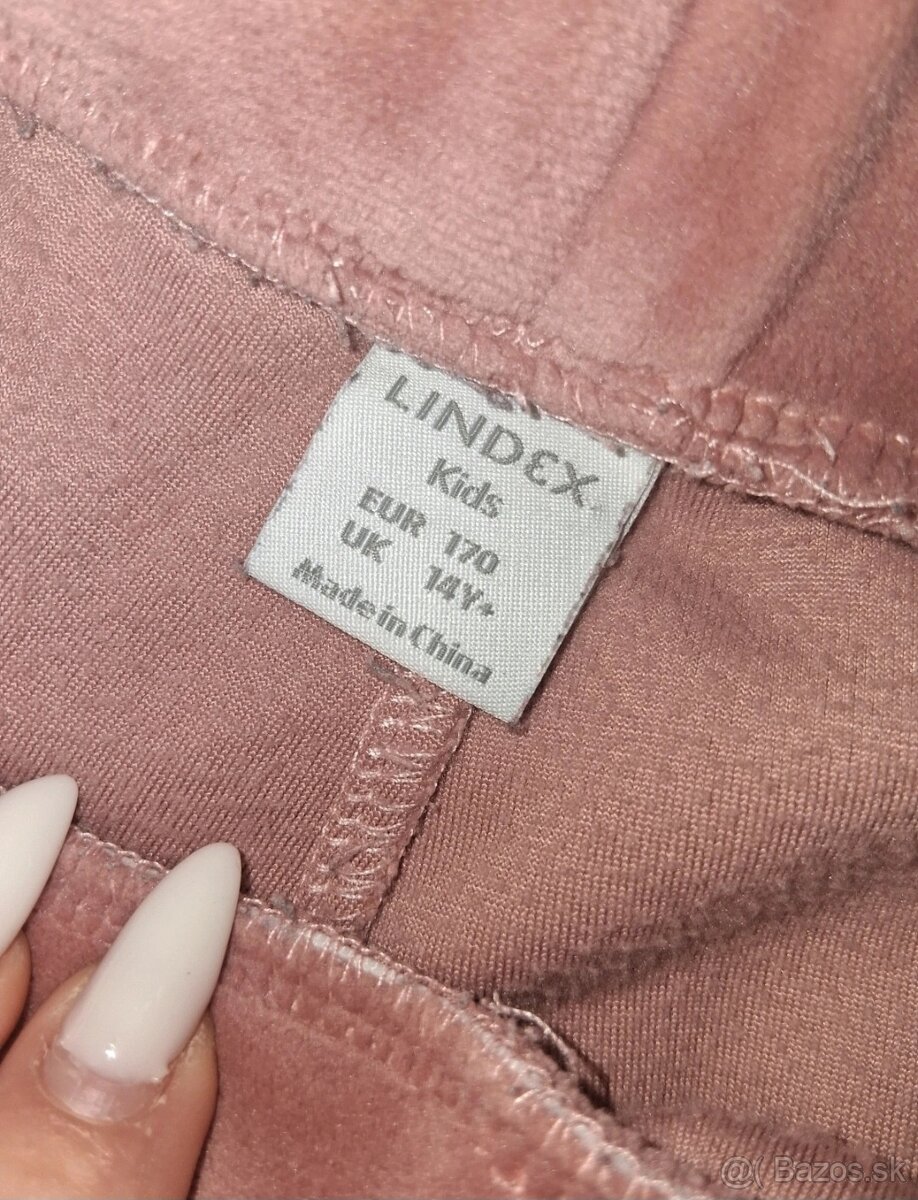 LINDEX
Kids
EUR 170
UK 14Y+
Made in China
@( Bazos.sk